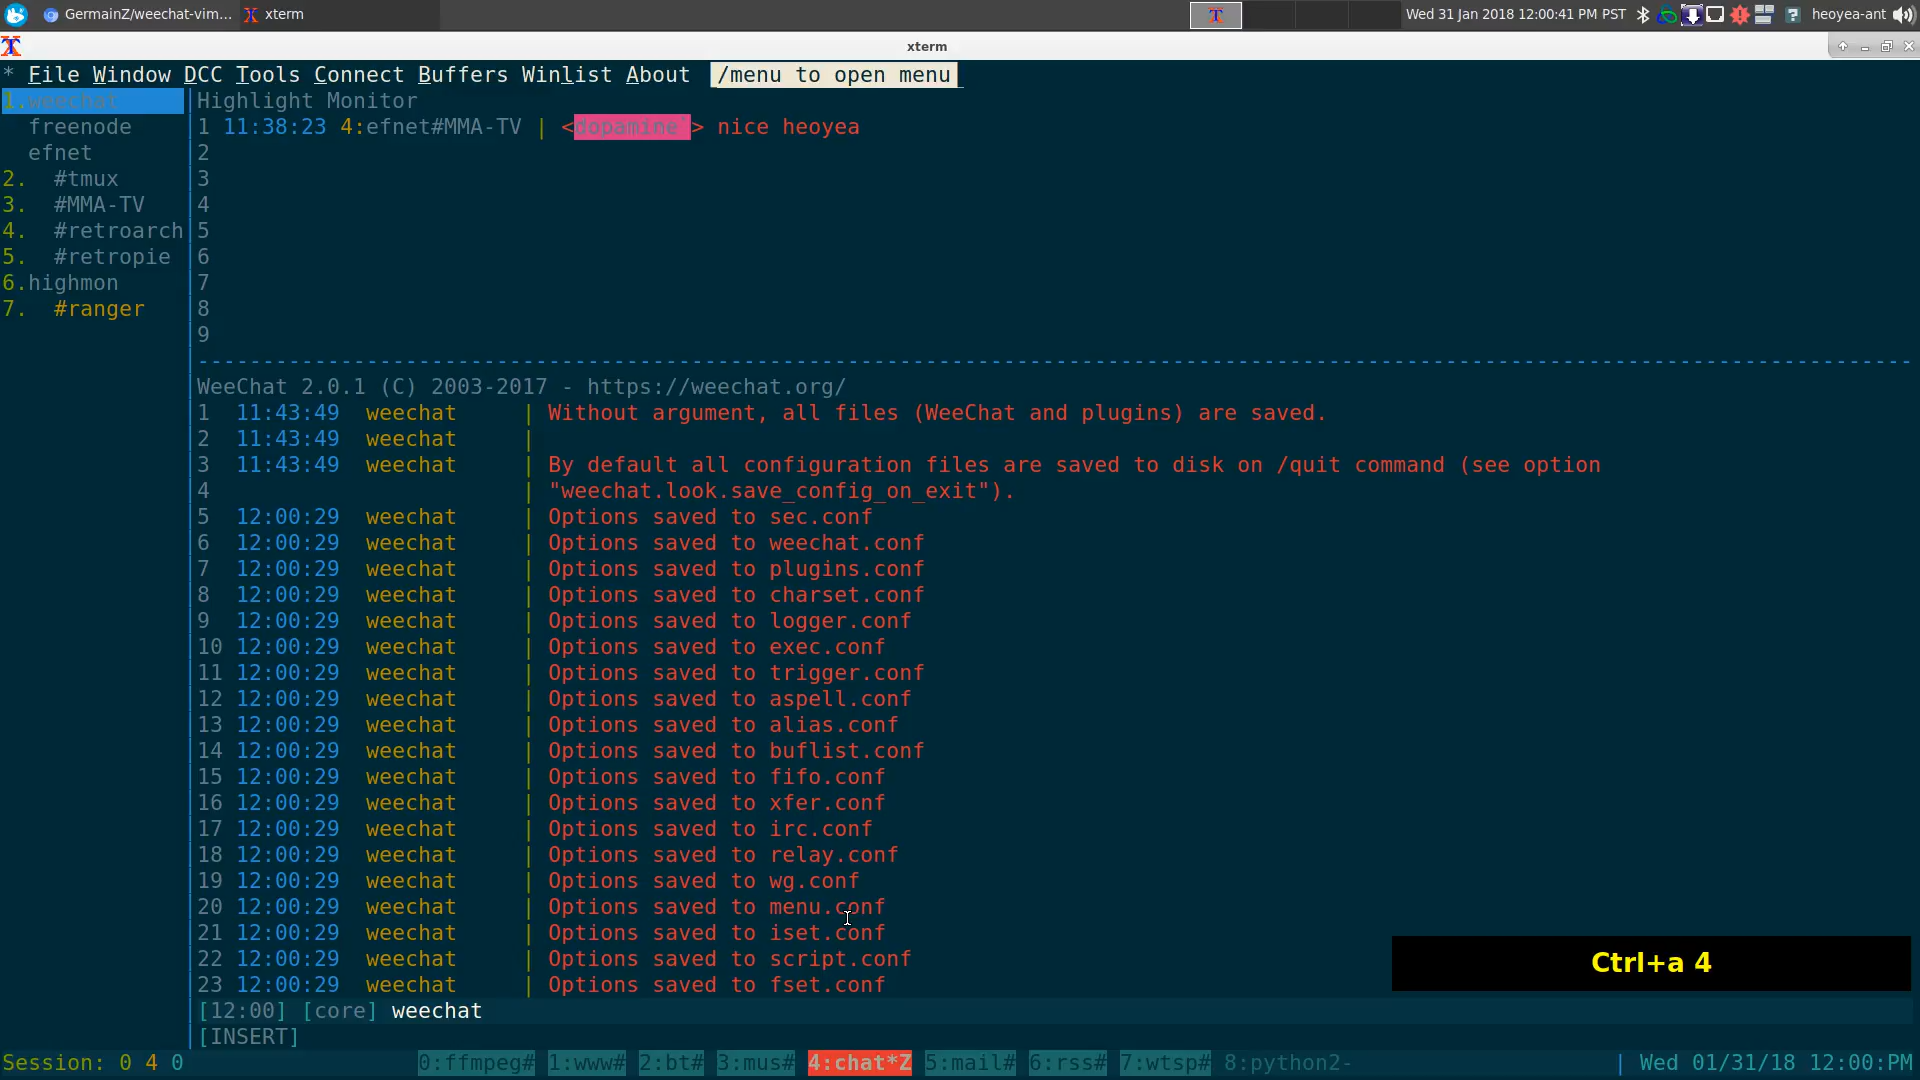 GermainZ/weechat-vim... xterm Wed 31 Jan 2018 12:00:41 PM PST heoyea-ant
xterm
* File Window DCC Tools Connect Buffers Winlist About /menu to open menu
1.weechat
freenode
efnet
2. #tmux
3. #MMA-TV
4. #retroarch
5. #retropie
6.highmon
7. #ranger
Highlight Monitor
1 11:38:23 4:efnet#MMA-TV | <dopamine`> nice heoyea
2
3
4
5
6
7
8
9
WeeChat 2.0.1 (C) 2003-2017 - https://weechat.org/
1 11:43:49 weechat | Without argument, all files (WeeChat and plugins) are saved.
2 11:43:49 weechat |
3 11:43:49 weechat | By default all configuration files are saved to disk on /quit command (see option
4 | "weechat.look.save_config_on_exit").
5 12:00:29 weechat | Options saved to sec.conf
6 12:00:29 weechat | Options saved to weechat.conf
7 12:00:29 weechat | Options saved to plugins.conf
8 12:00:29 weechat | Options saved to charset.conf
9 12:00:29 weechat | Options saved to logger.conf
10 12:00:29 weechat | Options saved to exec.conf
11 12:00:29 weechat | Options saved to trigger.conf
12 12:00:29 weechat | Options saved to aspell.conf
13 12:00:29 weechat | Options saved to alias.conf
14 12:00:29 weechat | Options saved to buflist.conf
15 12:00:29 weechat | Options saved to fifo.conf
16 12:00:29 weechat | Options saved to xfer.conf
17 12:00:29 weechat | Options saved to irc.conf
18 12:00:29 weechat | Options saved to relay.conf
19 12:00:29 weechat | Options saved to wg.conf
20 12:00:29 weechat | Options saved to menu.conf
21 12:00:29 weechat | Options saved to iset.conf
22 12:00:29 weechat | Options saved to script.conf
23 12:00:29 weechat | Options saved to fset.conf
Ctrl+a 4
[12:00] [core] weechat
[INSERT]
Session: 0 4 0 0:ffmpeg# 1:www# 2:bt# 3:mus# 4:chat*Z 5:mail# 6:rss# 7:wtsp# 8:python2- | Wed 01/31/18 12:00:PM